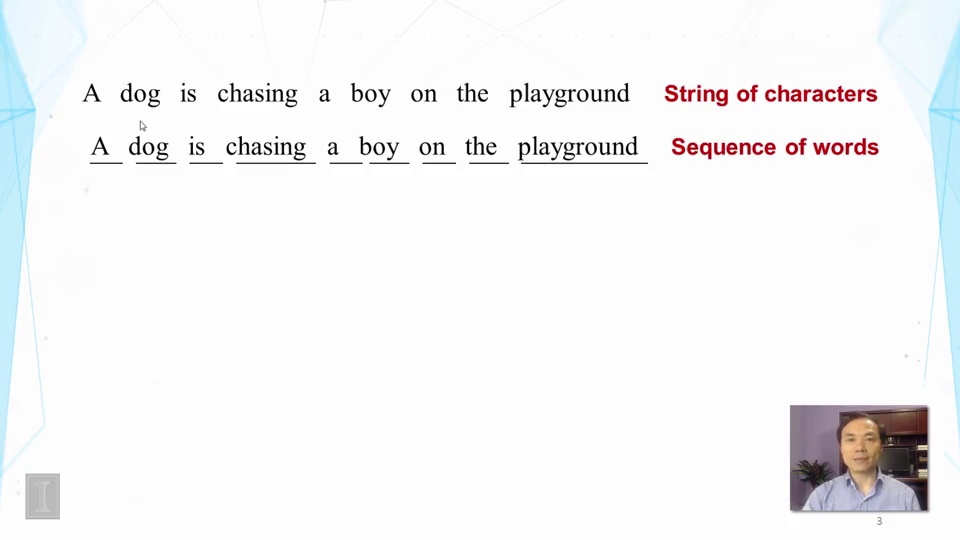 A dog is chasing a boy on the playground String of characters
A dog is chasing a boy on the playground Sequence of words
I
3